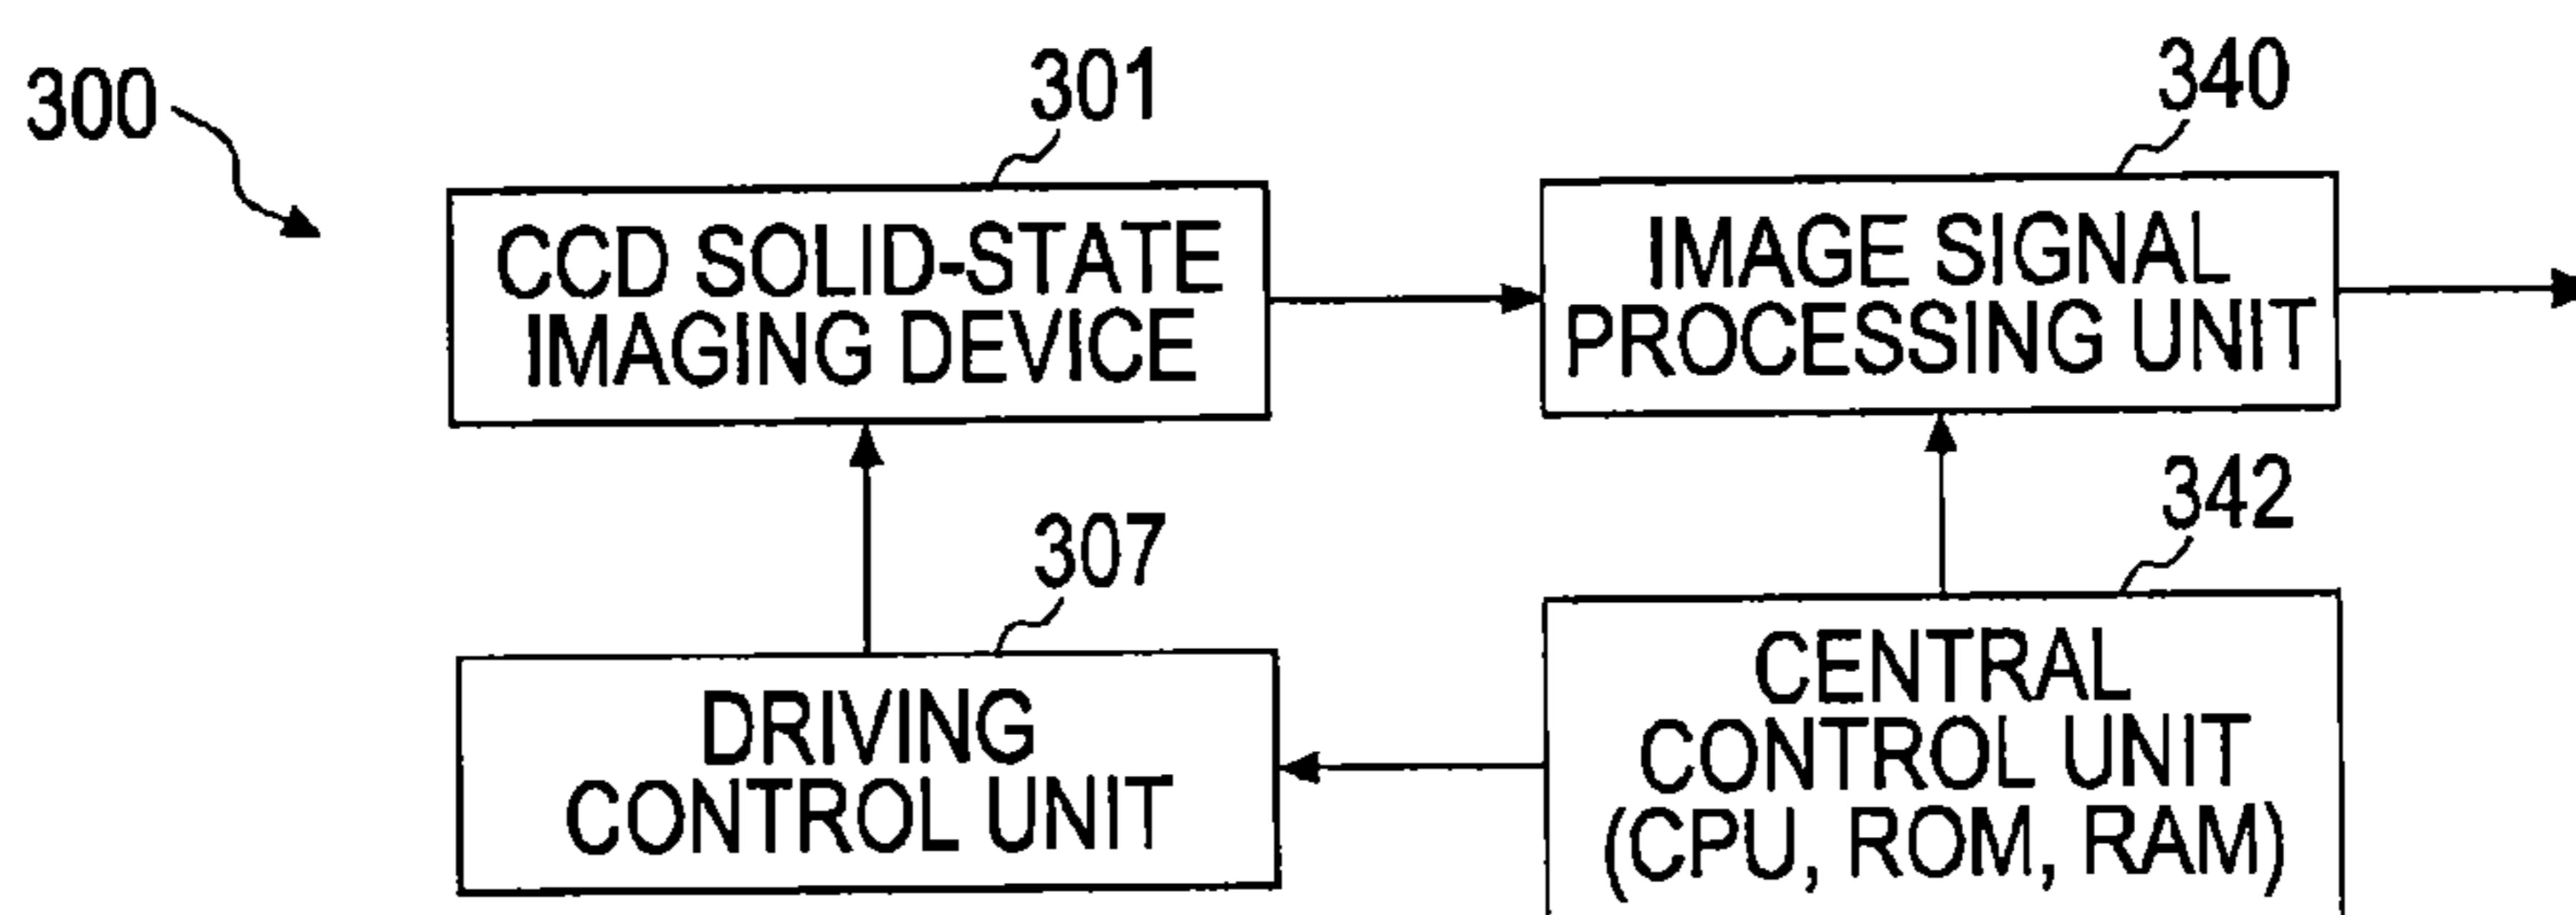 300
301
CCD SOLID-STATE
IMAGING DEVICE
340
IMAGE SIGNAL
PROCESSING UNIT
307
DRIVING
CONTROL UNIT
342
CENTRAL
CONTROL UNIT
(CPU, ROM, RAM)